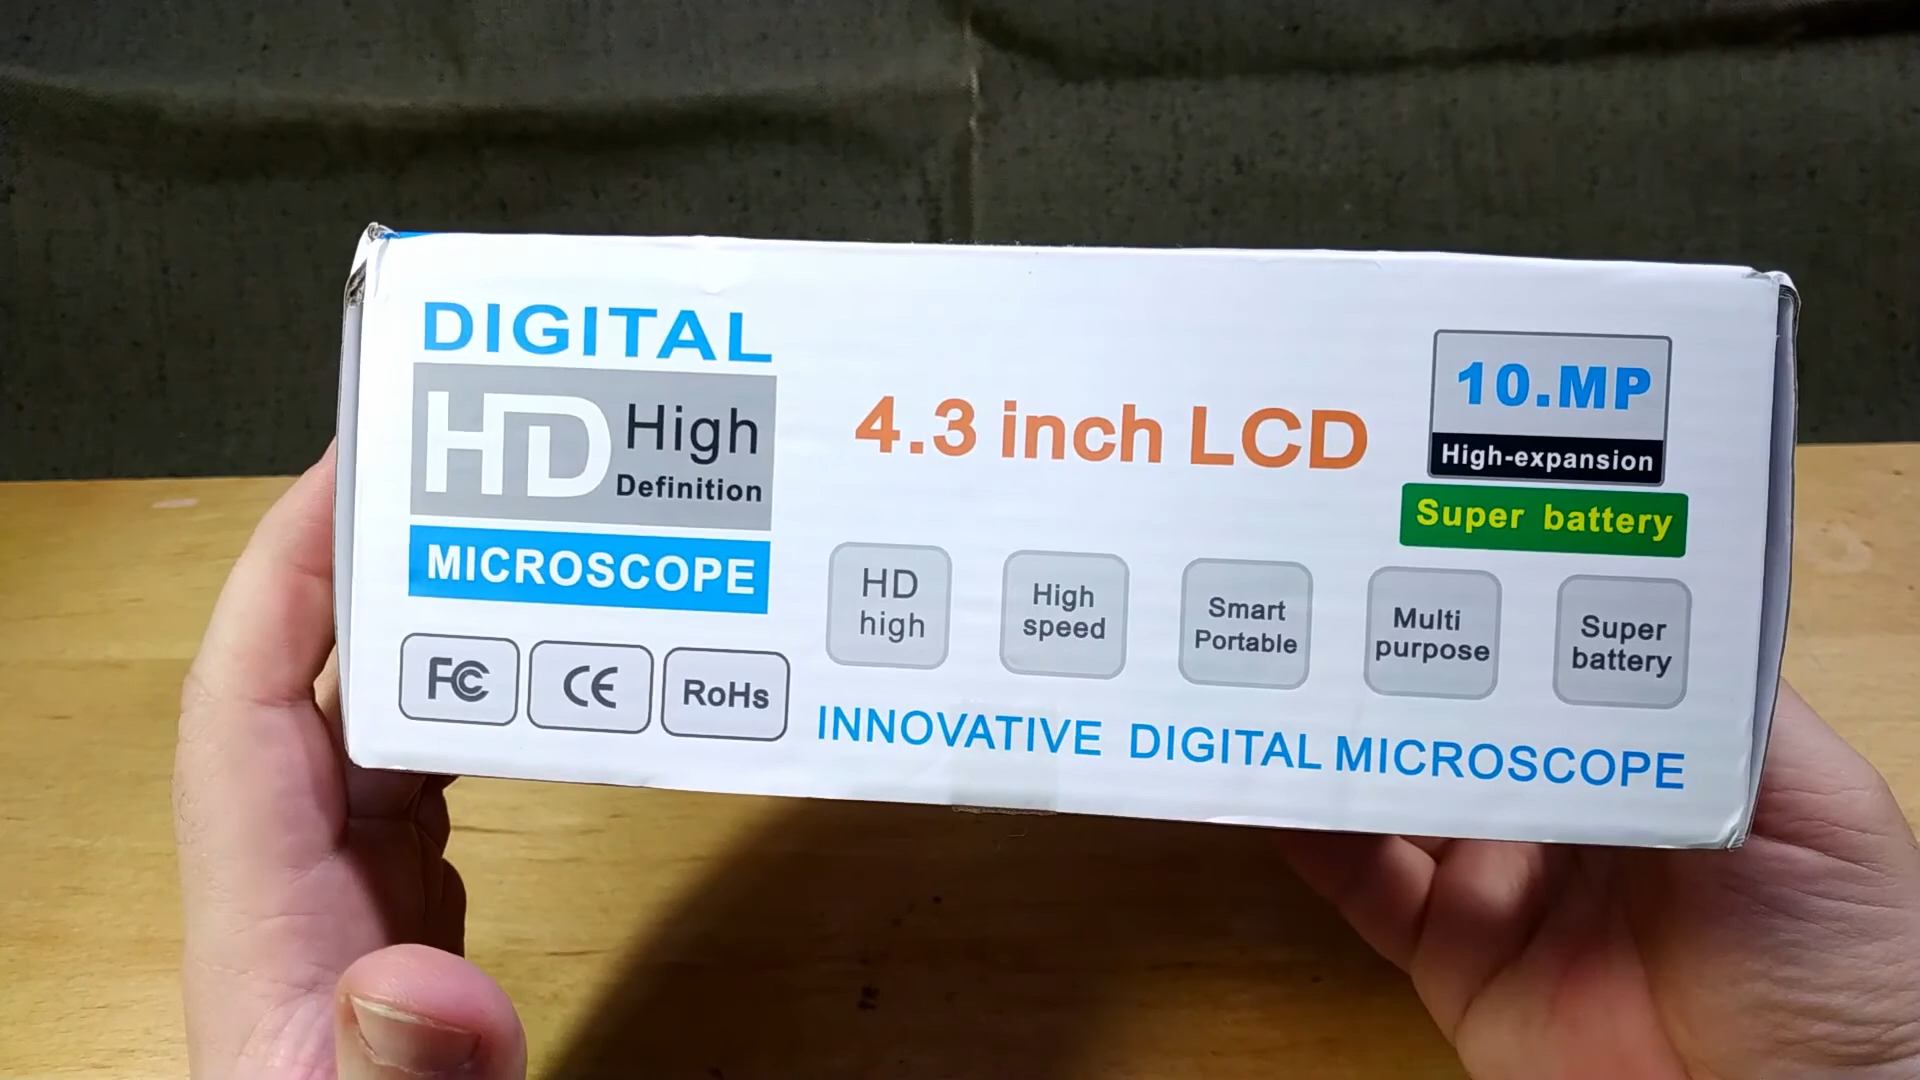 DIGITAL
HD High
Definition
MICROSCOPE
FC
CE
RoHs
4.3 inch LCD
10.MP
High-expansion
Super battery
HD
high
High
speed
Smart
Portable
Multi
purpose
Super
battery
INNOVATIVE DIGITAL MICROSCOPE